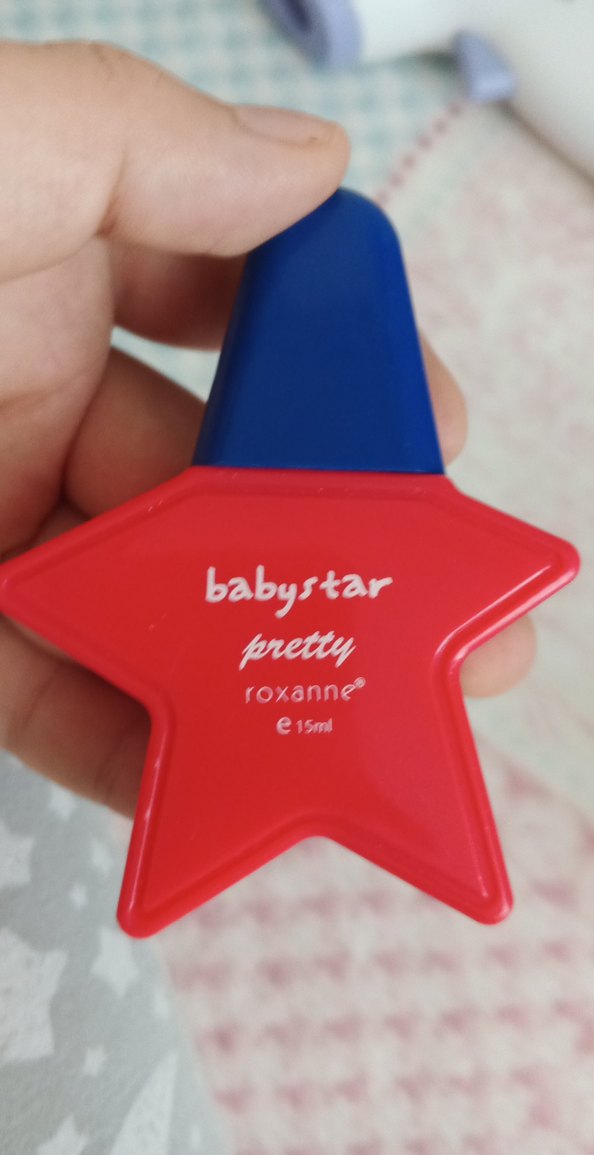 babystar
pretty
roxanne®
e 15ml